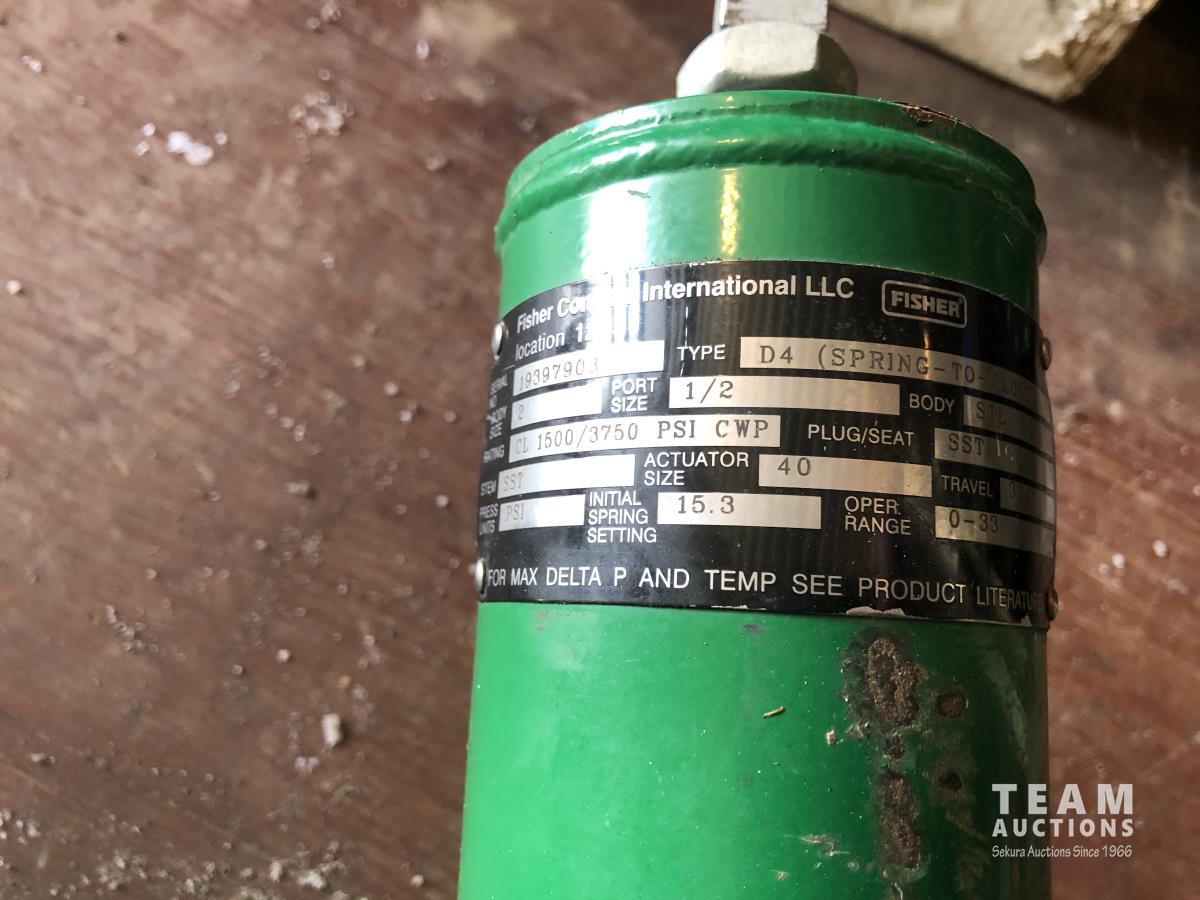 Fisher International LLC FISHER
location
SERIAL NO 19397903 TYPE D4 (SPRING-TO-
BODY SIZE 2 PORT SIZE 1/2 BODY STL
RATING CL 1500/3750 PSI CWP PLUG/SEAT SST
STEM SST ACTUATOR SIZE 40 TRAVEL
PRESS UNITS PSI INITIAL SPRING SETTING 15.3 OPER. RANGE 0-33
FOR MAX DELTA P AND TEMP SEE PRODUCT LITERATURE
TEAM
AUCTIONS
Sekura Auctions Since 1966